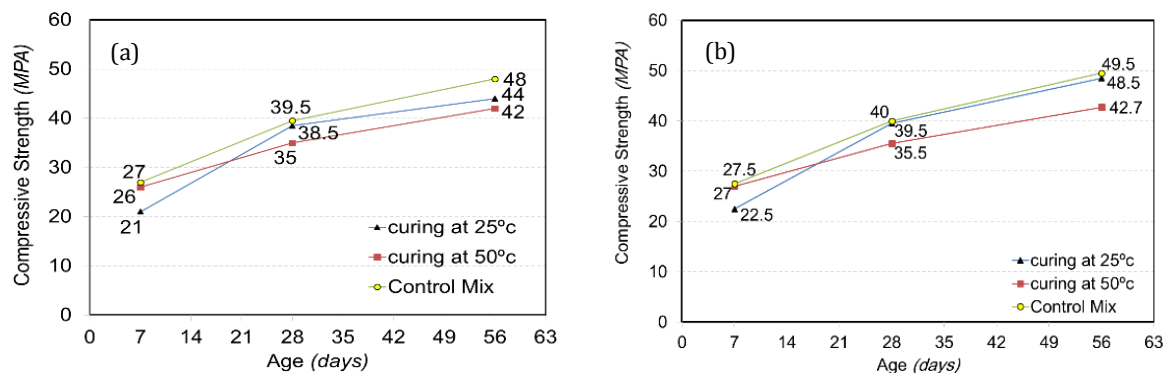 (a)
Compressive Strength (MPA)
60
50
40
30
20
10
0
27
26
21
39.5
38.5
35
48
44
42
curing at 25ºc
curing at 50ºc
Control Mix
0 7 14 21 28 35 42 49 56 63
Age (days)
(b)
Compressive Strength (MPA)
60
50
40
30
20
10
0
27.5
27
22.5
40
39.5
35.5
49.5
48.5
42.7
curing at 25ºc
curing at 50ºc
Control Mix
0 7 14 21 28 35 42 49 56 63
Age (days)